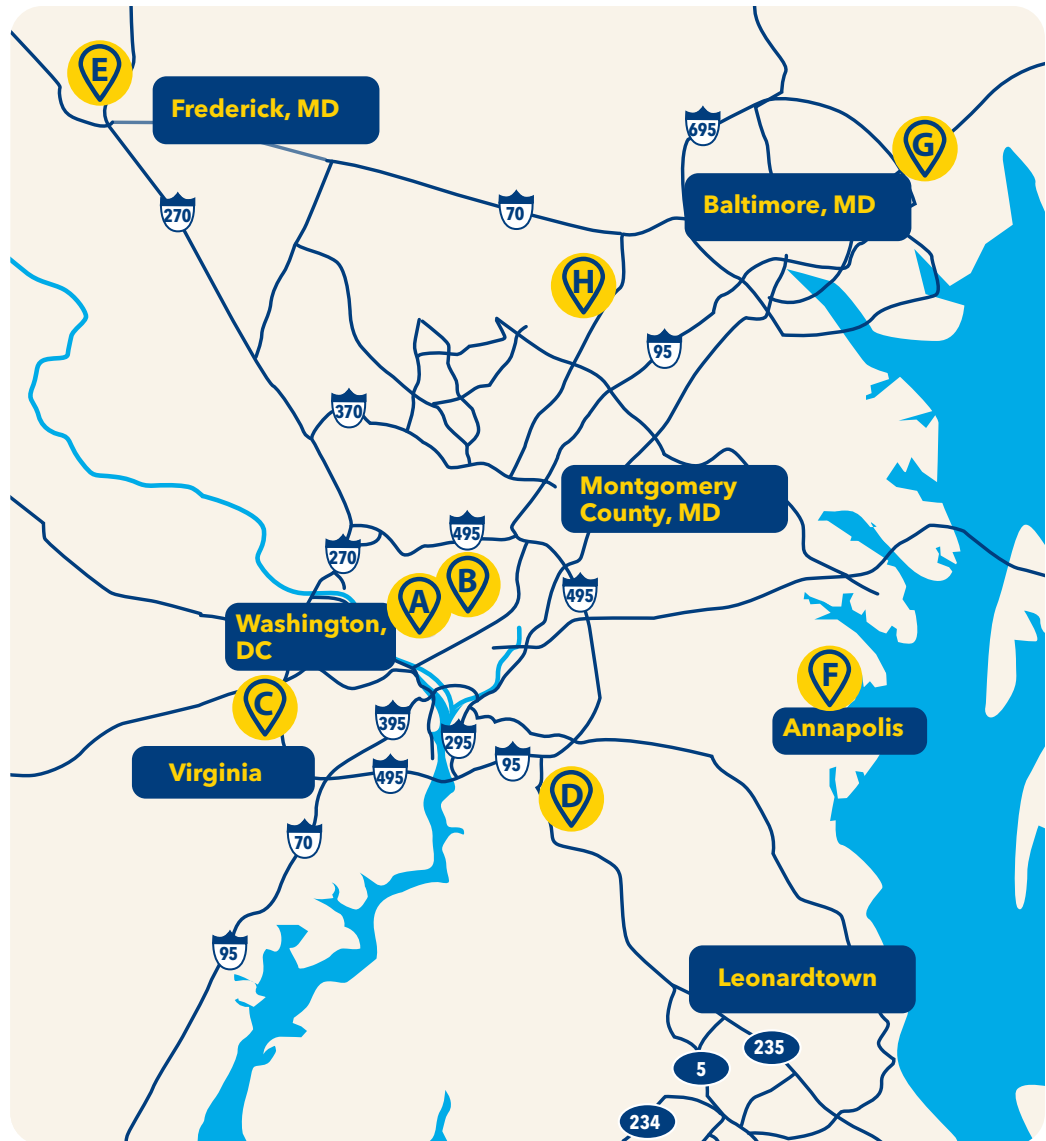 E
Frederick, MD
695
G
270
70
Baltimore, MD
H
95
370
Montgomery
County, MD
495
270
B
A
495
Washington,
DC
F
C
395
Annapolis
295
95
Virginia
495
D
70
95
Leonardtown
235
5
234